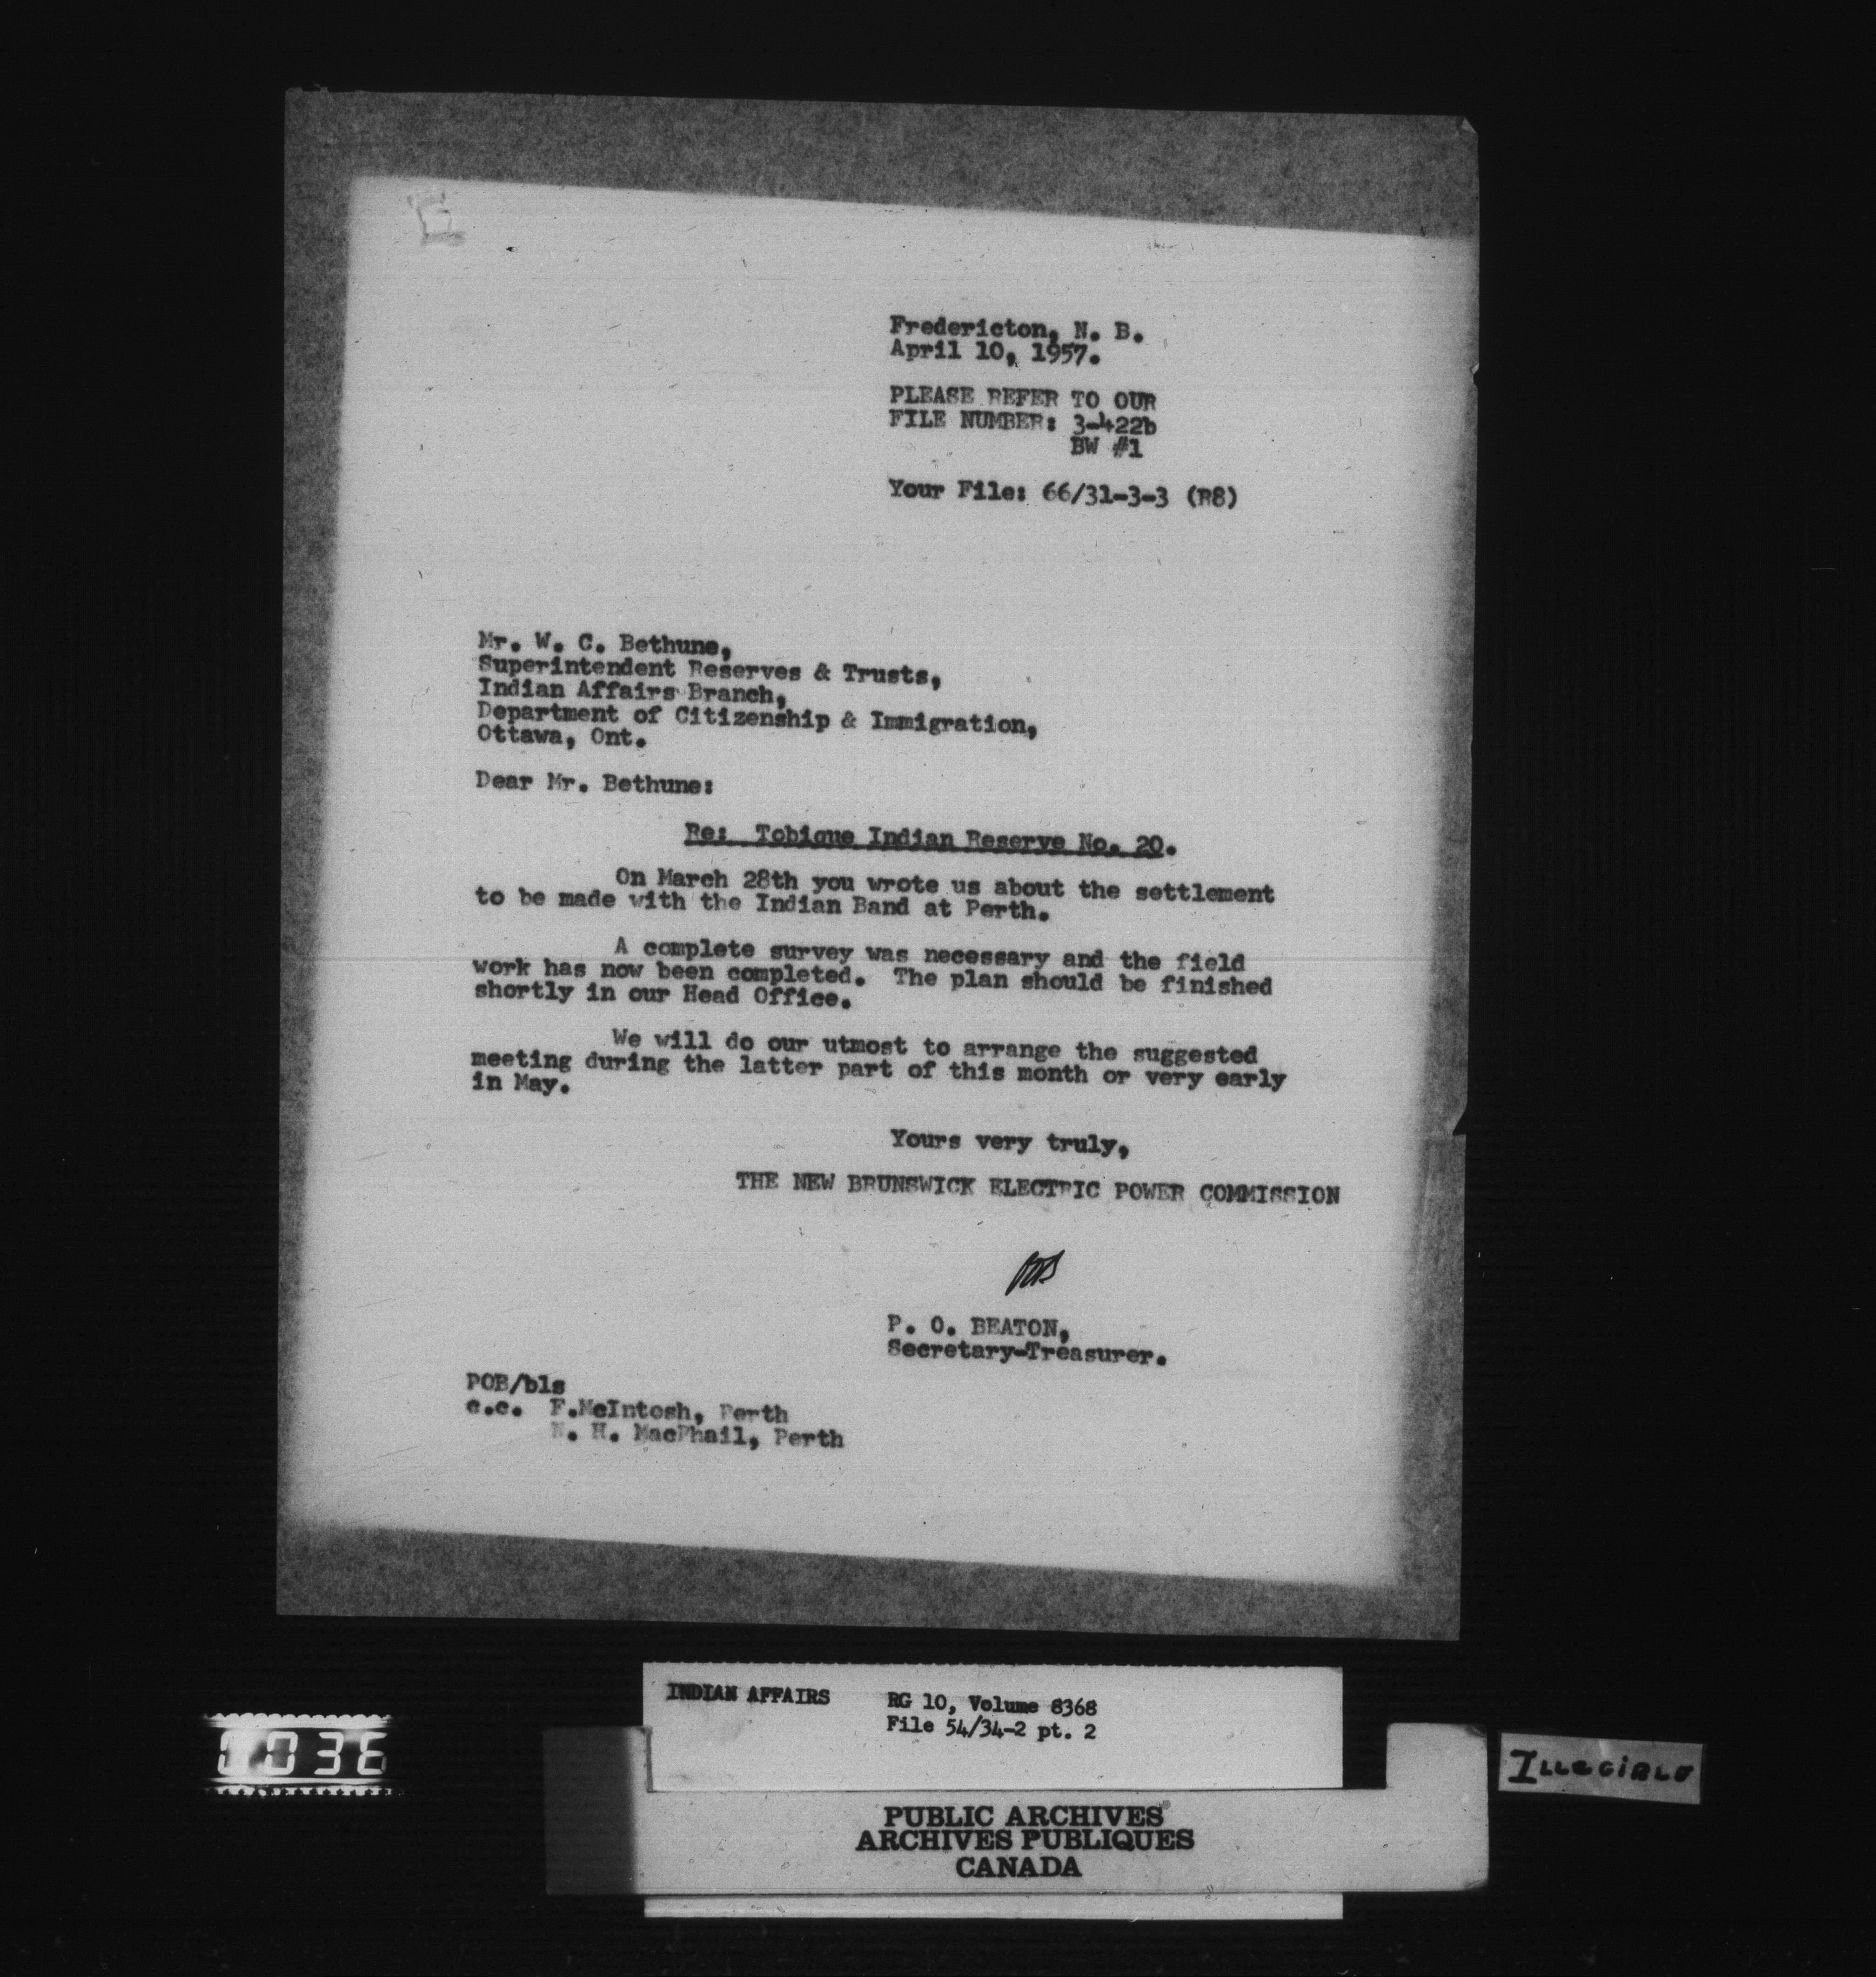 Fredericton, N. B.
April 10, 1957.
PLEASE REFER TO OUR
FILE NUMBER: 3-422b
BW #1
Your File: 66/31-3-3 (R8)
Mr. W. C. Bethune,
Superintendent Reserves & Trusts,
Indian Affairs Branch,
Department of Citizenship & Immigration,
Ottawa, Ont.
Dear Mr. Bethune:
Re: Tobique Indian Reserve No. 20.
On March 28th you wrote us about the settlement
to be made with the Indian Band at Perth.
A complete survey was necessary and the field
work has now been completed. The plan should be finished
shortly in our Head Office.
We will do our utmost to arrange the suggested
meeting during the latter part of this month or very early
in May.
Yours very truly,
THE NEW BRUNSWICK ELECTRIC POWER COMMISSION
POB
P. O. BEATON,
Secretary-Treasurer.
POB/bls
c.c. F.McIntosh, Perth
H. MacPhail, Perth
INDIAN AFFAIRS RG 10, Volume 8368
File 54/34-2 pt. 2
PUBLIC ARCHIVES
ARCHIVES PUBLIQUES
CANADA
Illegible